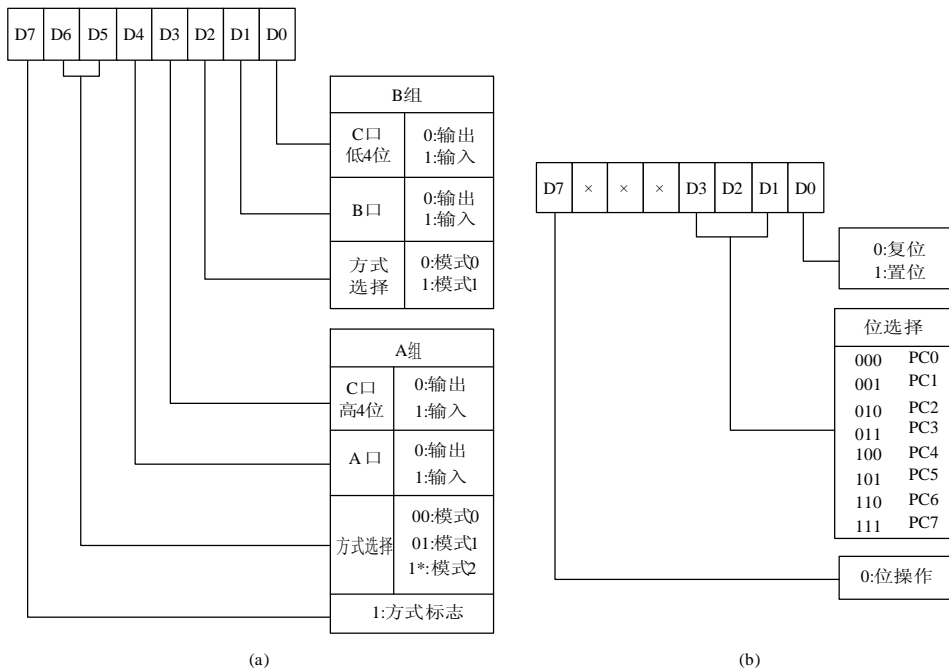 D7 D6 D5 D4 D3 D2 D1 D0
B组
C口
低4位
0:输出
1:输入
B口
0:输出
1:输入
方式
选择
0:模式0
1:模式1
A组
C口
高4位
0:输出
1:输入
A口
0:输出
1:输入
方式选择
00:模式0
01:模式1
1*:模式2
1:方式标志
(a)
D7 × × × D3 D2 D1 D0
0:复位
1:置位
位选择
000 PC0
001 PC1
010 PC2
011 PC3
100 PC4
101 PC5
110 PC6
111 PC7
0:位操作
(b)